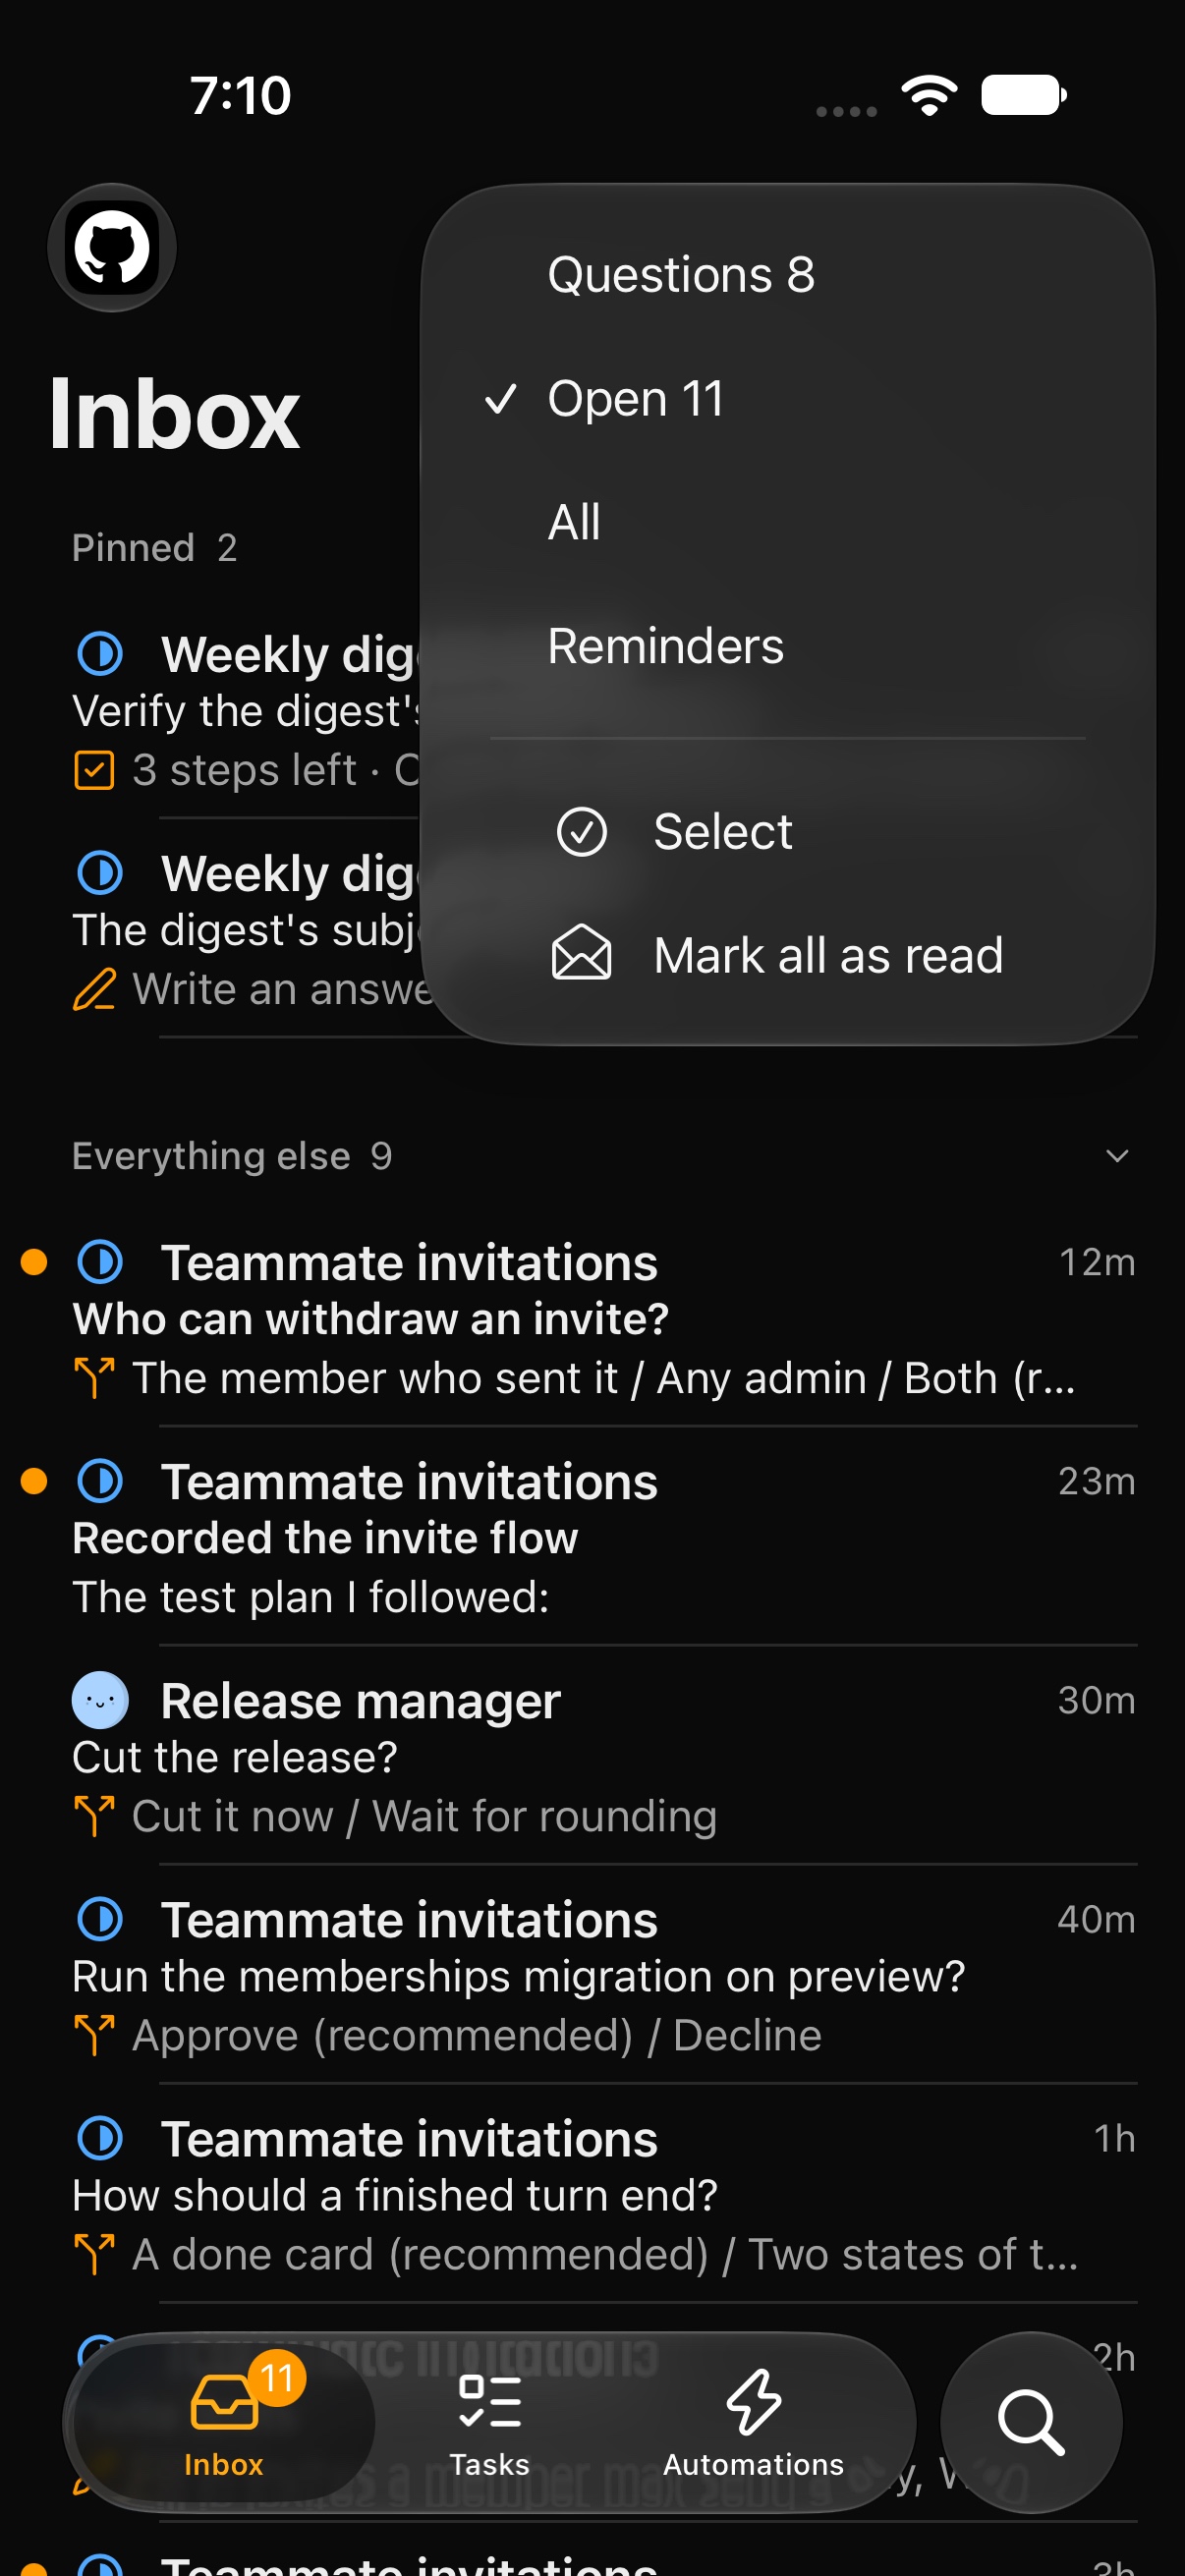 7:10
Questions 8
Open 11
All
Reminders
Select
Mark all as read
Inbox
Pinned 2
Weekly
Verify the digest's
3 steps left ·
Weekly
The digest's
Write an
Everything else 9
Teammate invitations 12m
Who can withdraw an invite?
The member who sent it / Any admin / Both (r...
Teammate invitations 23m
Recorded the invite flow
The test plan I followed:
Release manager 30m
Cut the release?
Cut it now / Wait for rounding
Teammate invitations 40m
Run the memberships migration on preview?
Approve (recommended) / Decline
Teammate invitations 1h
How should a finished turn end?
A done card (recommended) / Two states of t...
2h
11
Inbox
Tasks
Automations
Teammate invitations 3h